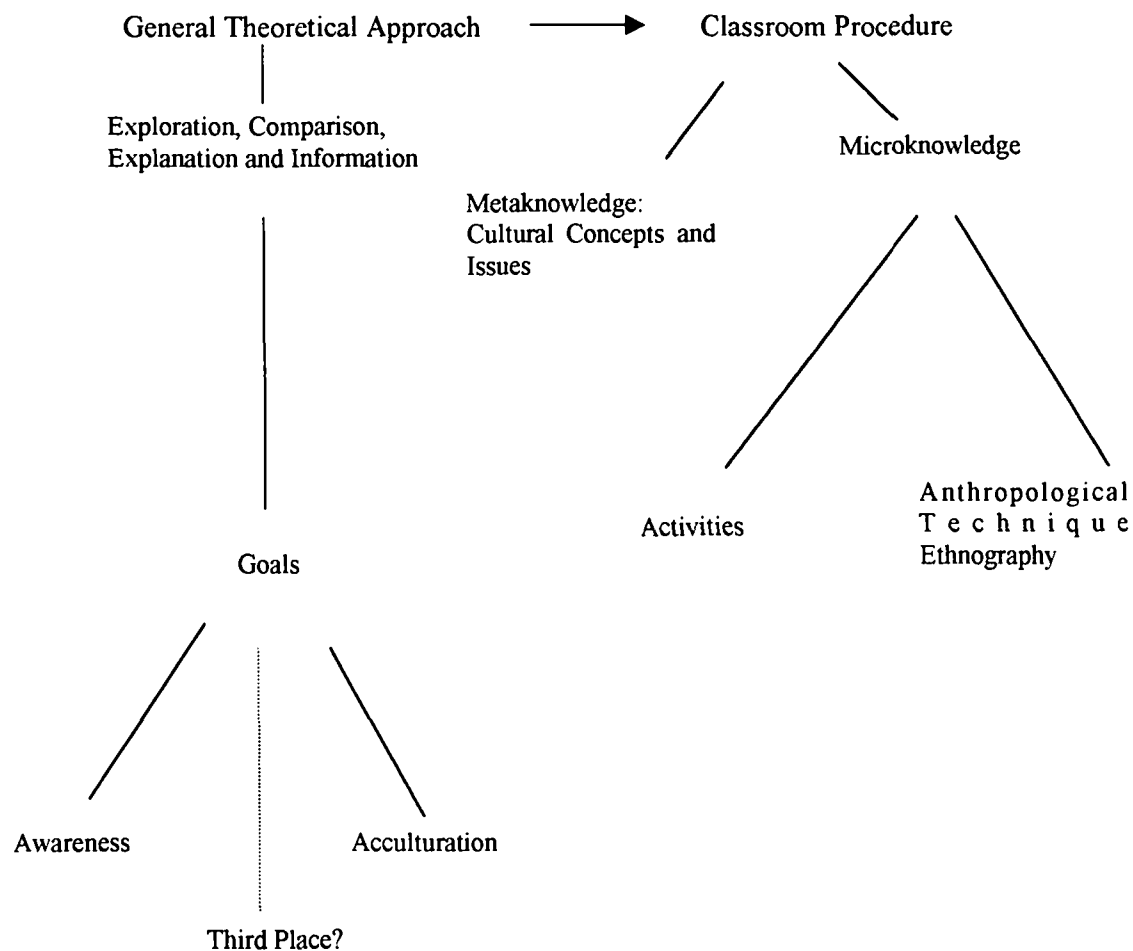 General Theoretical Approach
Classroom Procedure
Exploration, Comparison,
Explanation and Information
Microknowledge
Metaknowledge:
Cultural Concepts and
Issues
Activities
Anthropological
Technique
Ethnography
Goals
Awareness
Acculturation
Third Place?